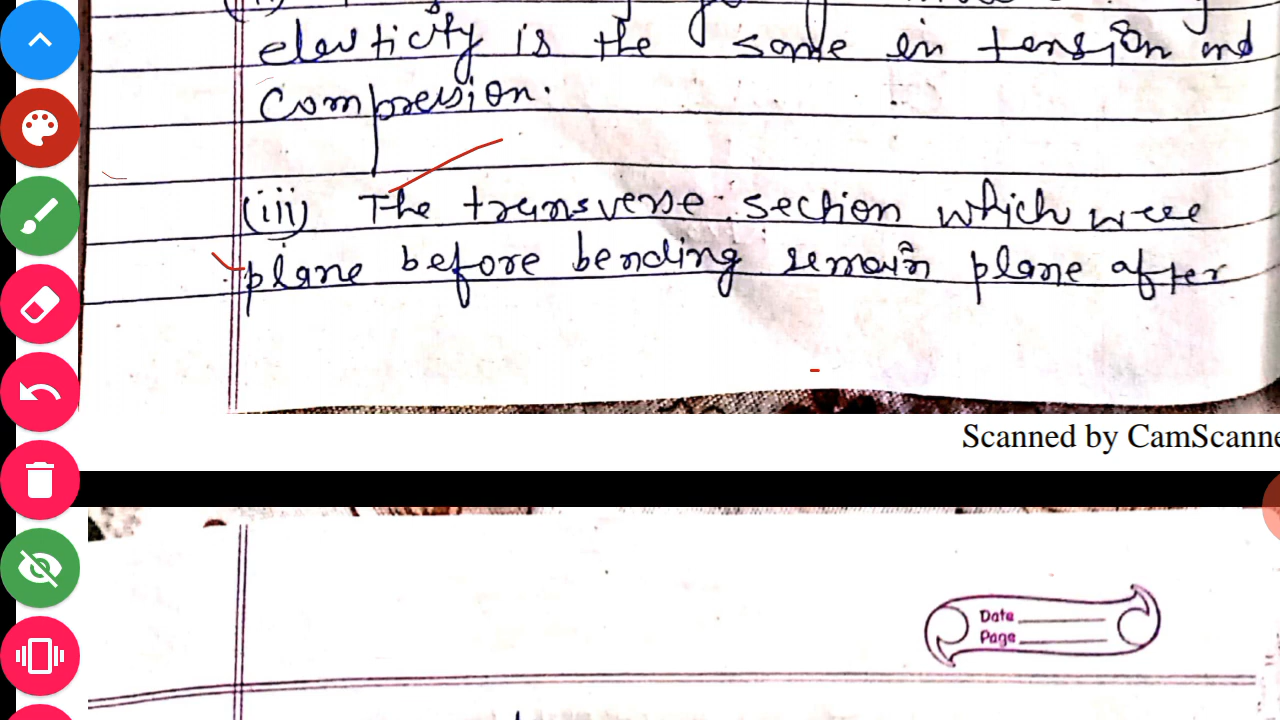 elasticity is the same in tension and
Compression.
(iii) The transverse section which were
plane before bending remain plane after
Scanned by CamScanne
Date
Page